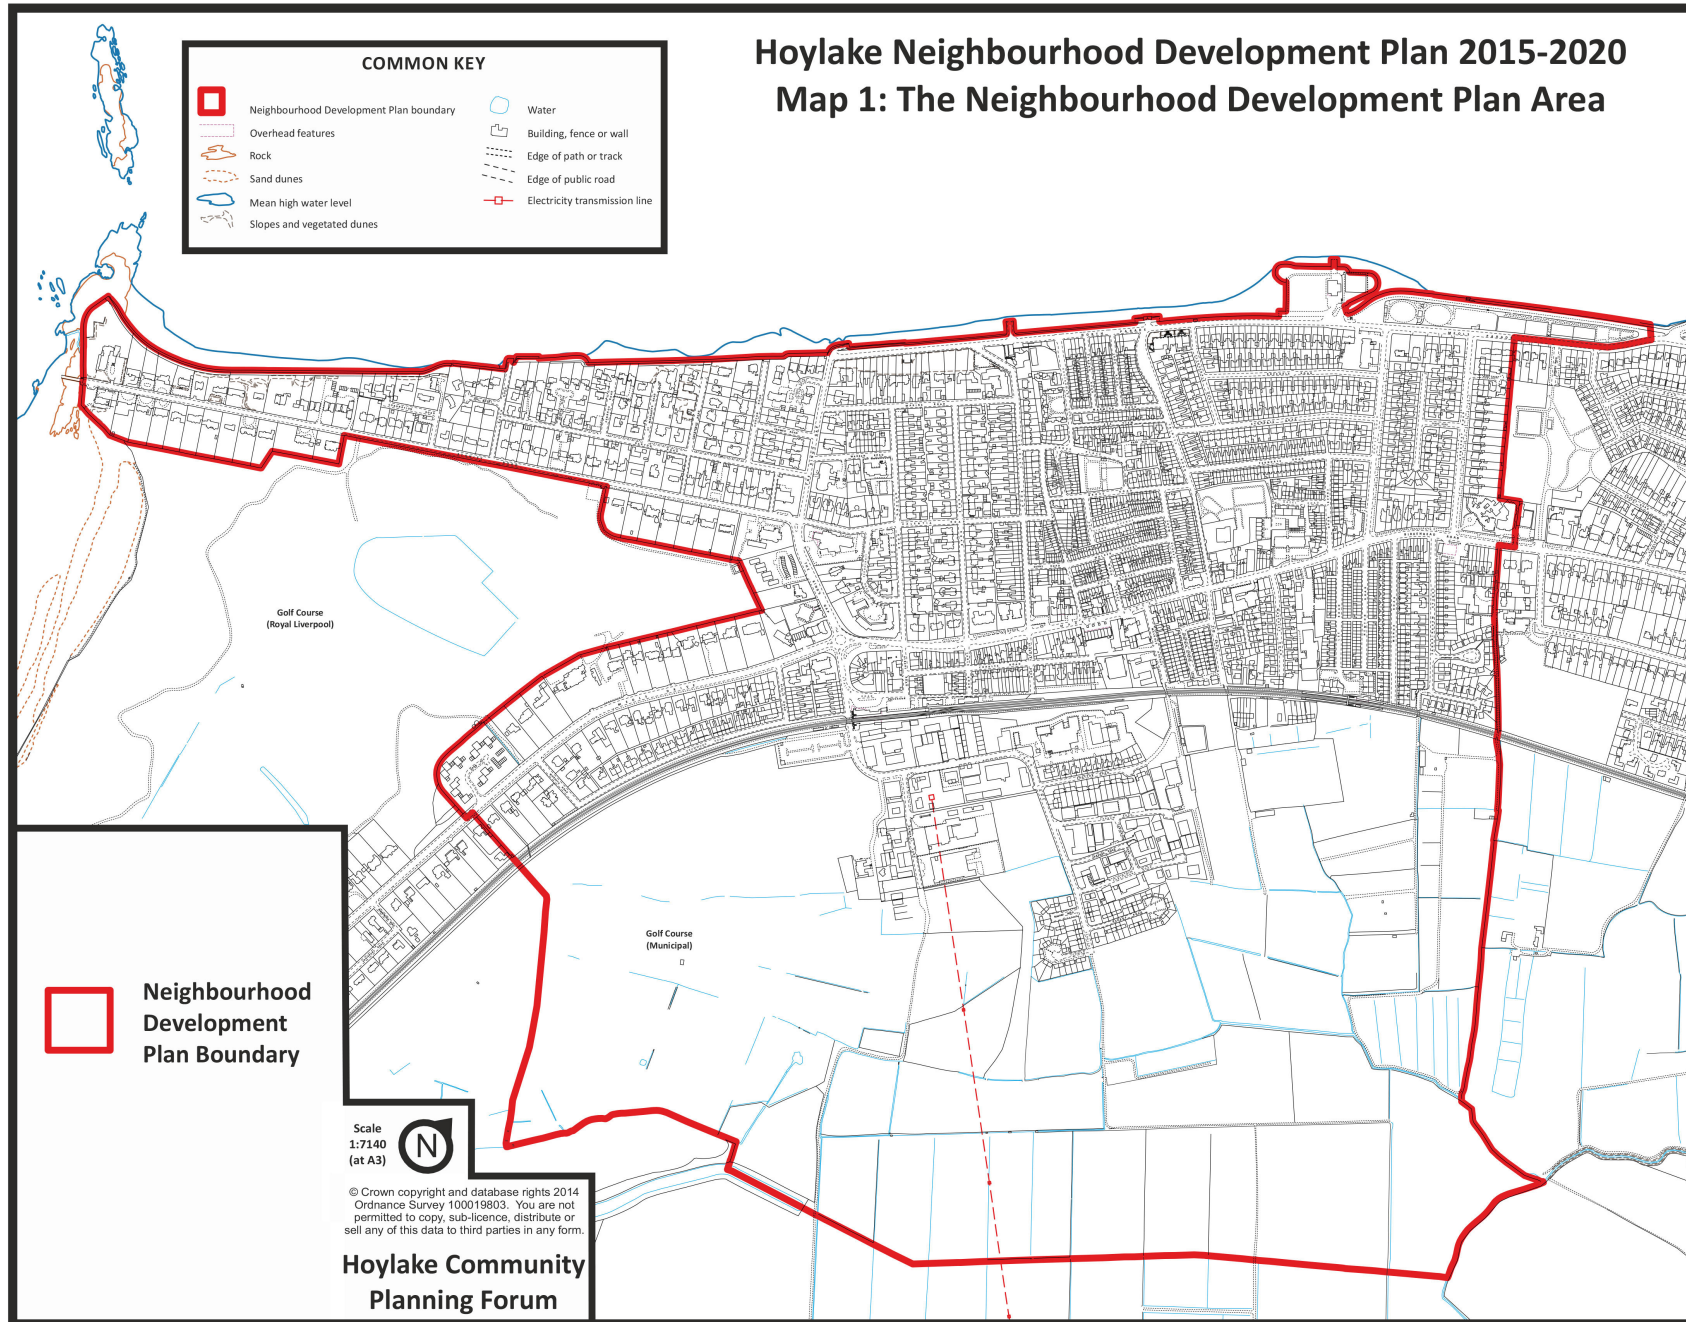 Hoylake Neighbourhood Development Plan 2015-2020
Map 1: The Neighbourhood Development Plan Area
COMMON KEY
Neighbourhood Development Plan boundary
Overhead features
Rock
Sand dunes
Mean high water level
Slopes and vegetated dunes
Water
Building, fence or wall
Edge of path or track
Edge of public road
Electricity transmission line
Golf Course
(Royal Liverpool)
Golf Course
(Municipal)
Neighbourhood
Development
Plan Boundary
Scale
1:7140
(at A3)
N
© Crown copyright and database rights 2014
Ordnance Survey 100019803. You are not
permitted to copy, sub-licence, distribute or
sell any of this data to third parties in any form.
Hoylake Community
Planning Forum